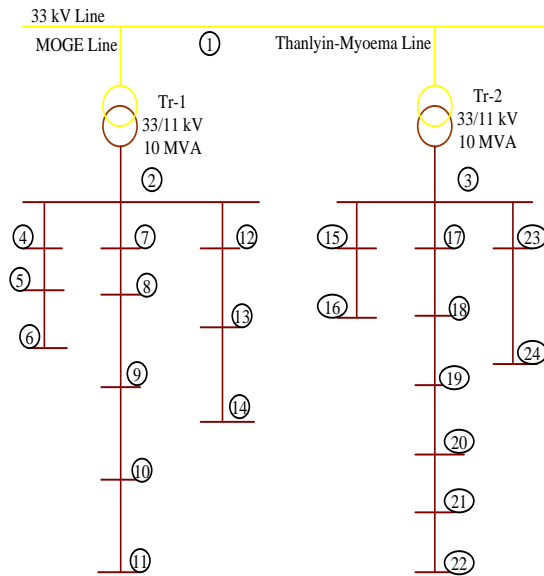 33 kV Line
MOGE Line
1
Thanlyin-Myoema Line
Tr-1
33/11 kV
10 MVA
Tr-2
33/11 kV
10 MVA
2
3
4
7
12
15
17
23
5
8
13
16
18
6
24
9
19
14
10
20
21
11
22